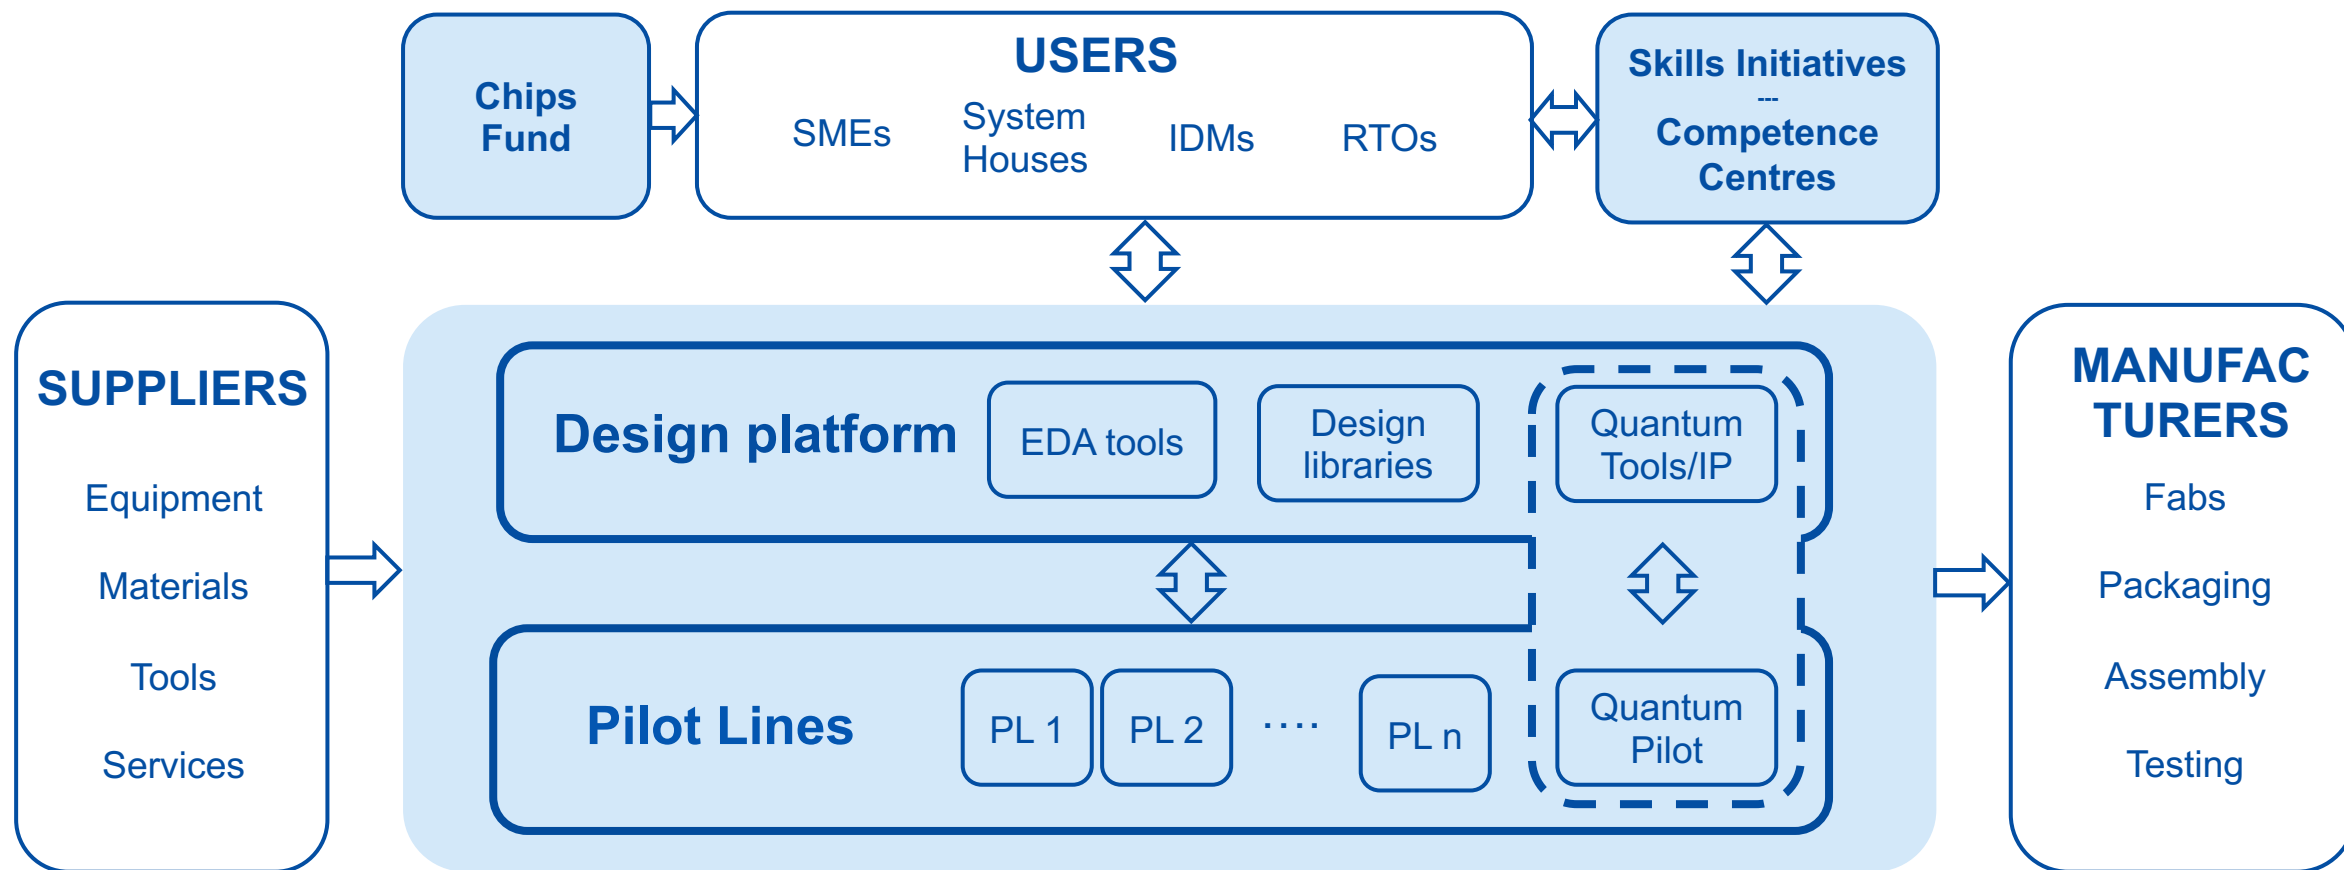 Chips
Fund
USERS
SMEs
System
Houses
IDMs
RTOs
Skills Initiatives
---
Competence
Centres
SUPPLIERS
Equipment
Materials
Tools
Services
Design platform
EDA tools
Design
libraries
Quantum
Tools/IP
Pilot Lines
PL 1
PL 2
....
PL n
Quantum
Pilot
MANUFAC
TURERS
Fabs
Packaging
Assembly
Testing